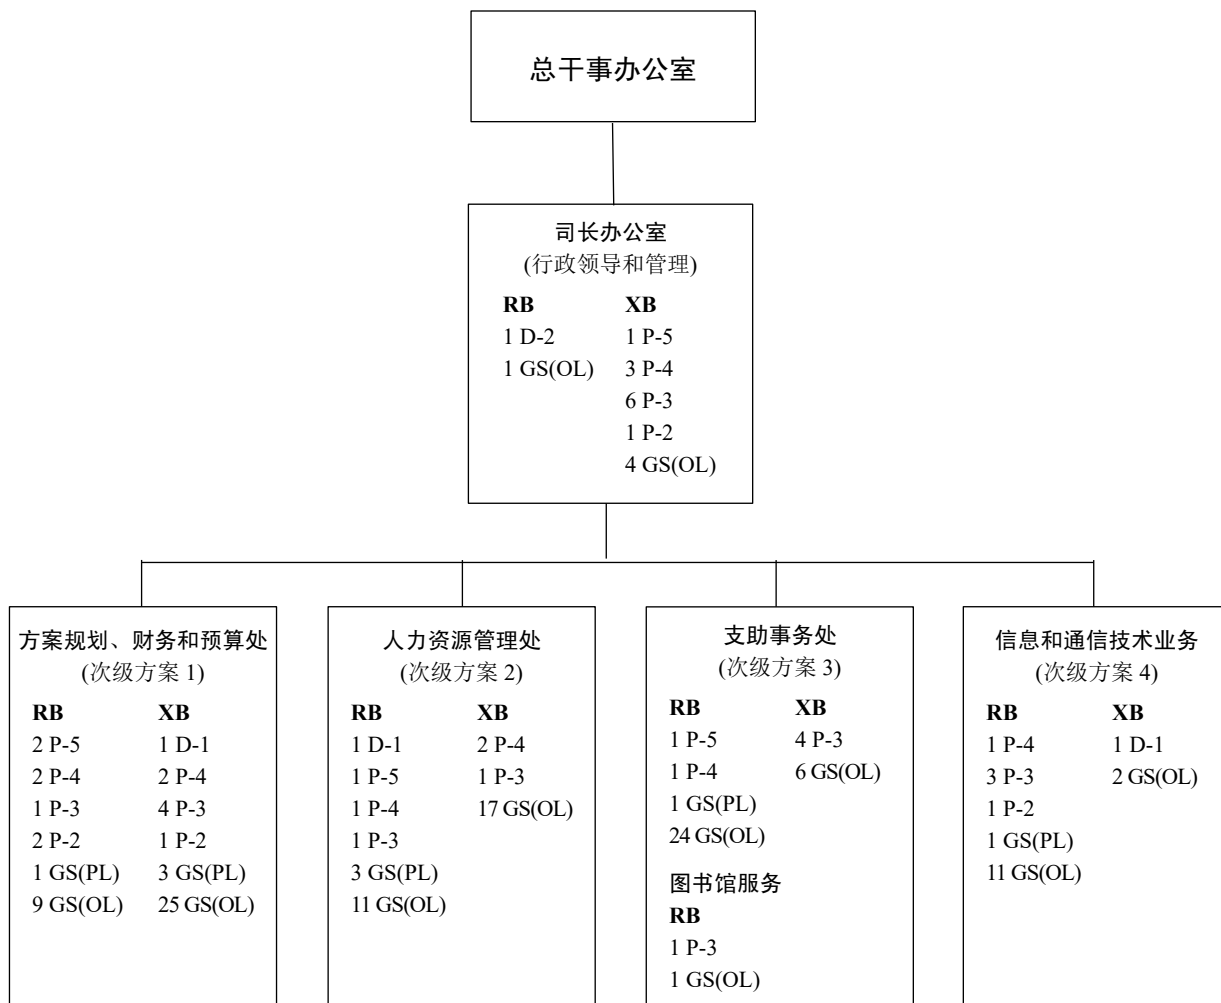 总干事办公室
司长办公室
(行政领导和管理)
RB
1 D-2
1 GS(OL)
XB
1 P-5
3 P-4
6 P-3
1 P-2
4 GS(OL)
方案规划、财务和预算处
(次级方案 1)
RB
2 P-5
2 P-4
1 P-3
2 P-2
1 GS(PL)
9 GS(OL)
XB
1 D-1
2 P-4
4 P-3
1 P-2
3 GS(PL)
25 GS(OL)
人力资源管理处
(次级方案 2)
RB
1 D-1
1 P-5
1 P-4
1 P-3
3 GS(PL)
11 GS(OL)
XB
2 P-4
1 P-3
17 GS(OL)
支助事务处
(次级方案 3)
RB
1 P-5
1 P-4
1 GS(PL)
24 GS(OL)
XB
4 P-3
6 GS(OL)
图书馆服务
RB
1 P-3
1 GS(OL)
信息和通信技术业务
(次级方案 4)
RB
1 P-4
3 P-3
1 P-2
1 GS(PL)
11 GS(OL)
XB
1 D-1
2 GS(OL)